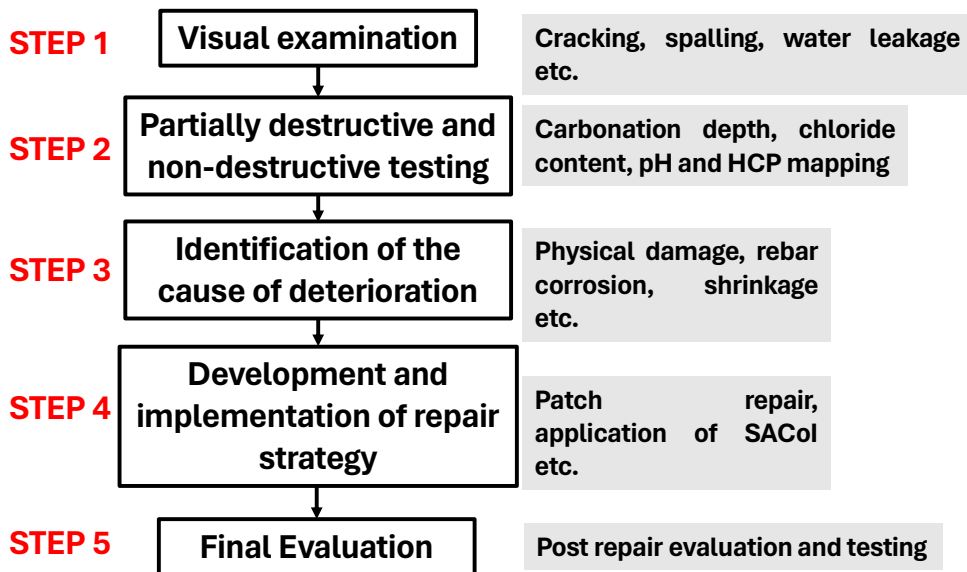 STEP 1
Visual examination
Cracking, spalling, water leakage
etc.
STEP 2
Partially destructive and
non-destructive testing
Carbonation depth, chloride
content, pH and HCP mapping
STEP 3
Identification of the
cause of deterioration
Physical damage, rebar
corrosion, shrinkage
etc.
STEP 4
Development and
implementation of repair
strategy
Patch repair,
application of SACoI
etc.
STEP 5
Final Evaluation
Post repair evaluation and testing